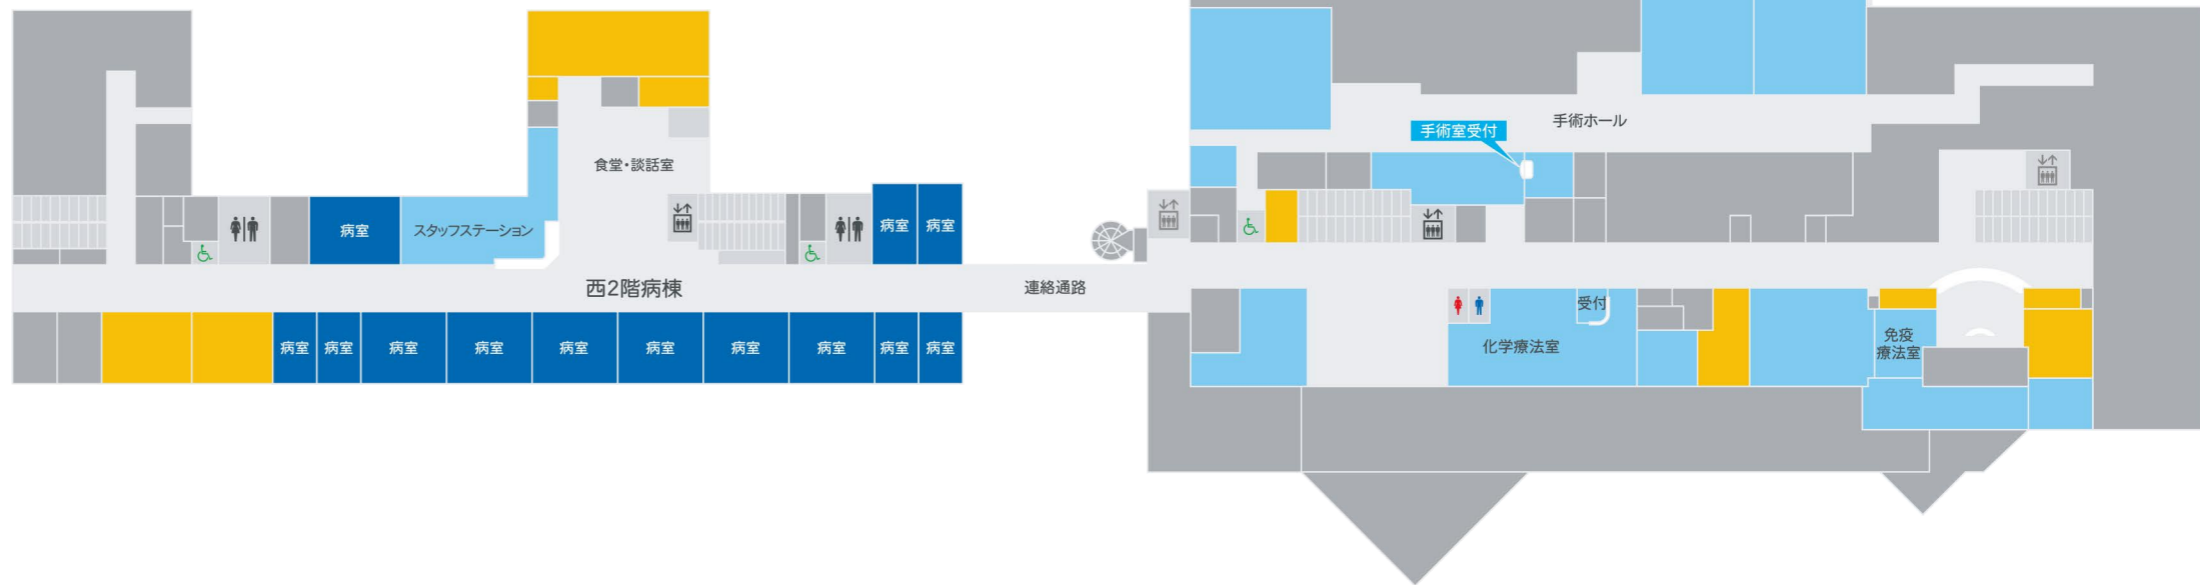 手術ホール
手術室受付
食堂・談話室
病室
スタッフステーション
病室
病室
西2階病棟
連絡通路
受付
病室
病室
病室
病室
病室
病室
病室
病室
病室
病室
化学療法室
免疫
療法室